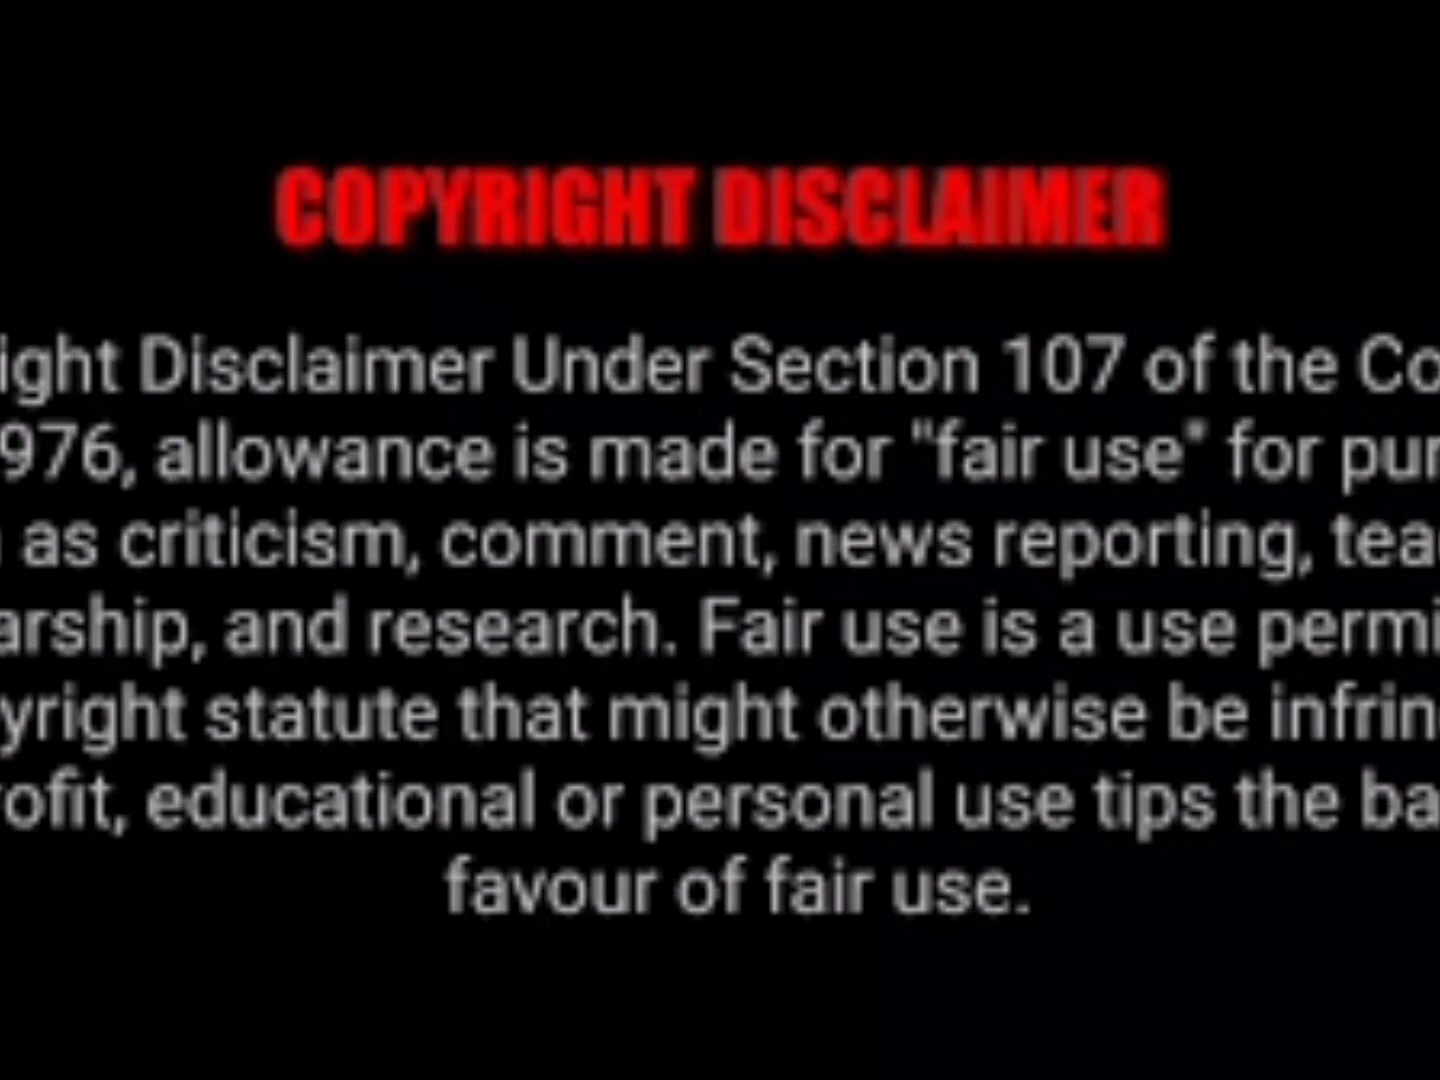 COPYRIGHT DISCLAIMER
ight Disclaimer Under Section 107 of the Co
976, allowance is made for "fair use" for pur
as criticism, comment, news reporting, tea
arship, and research. Fair use is a use permi
yright statute that might otherwise be infrin
ofit, educational or personal use tips the ba
favour of fair use.